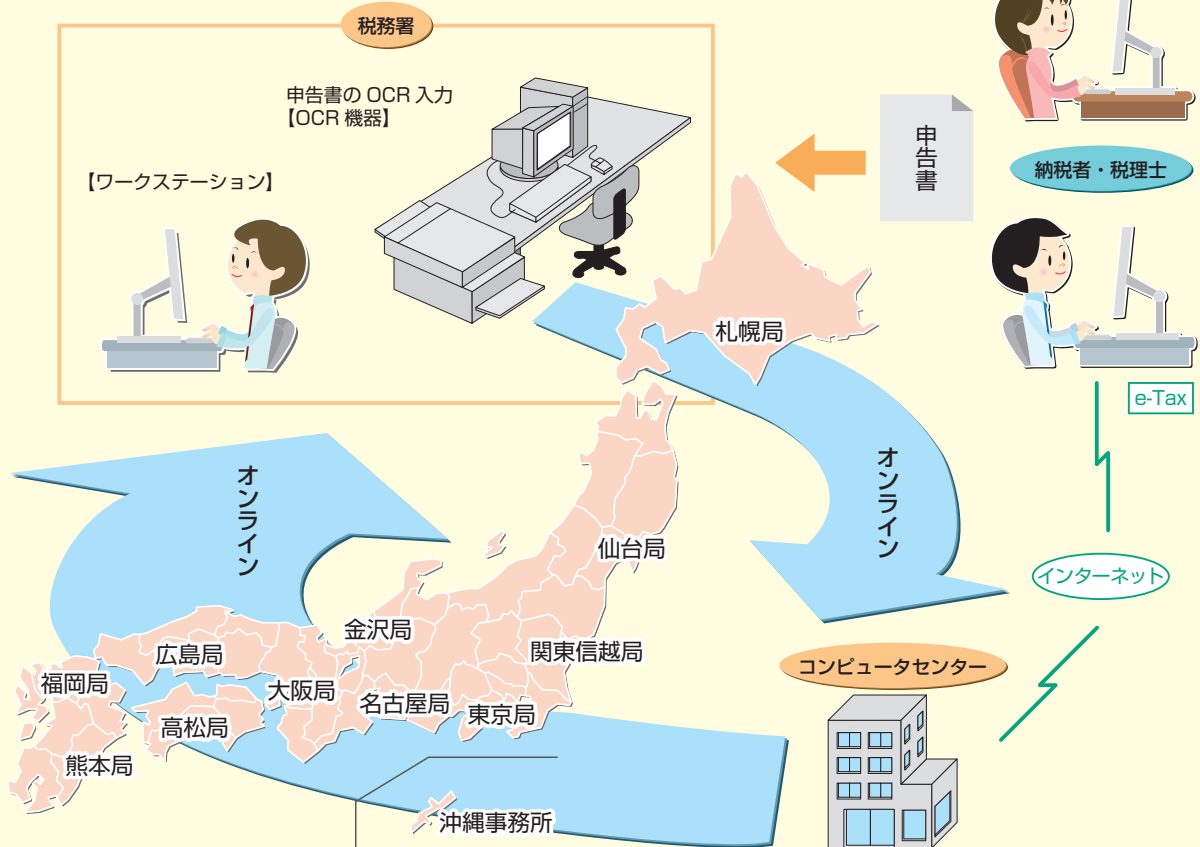 税務署
申告書の OCR 入力
【OCR 機器】
【ワークステーション】
申告書
納税者・税理士
e-Tax
インターネット
オンライン
オンライン
札幌局
仙台局
関東信越局
金沢局
広島局
福岡局
大阪局
名古屋局
東京局
高松局
熊本局
沖縄事務所
コンピュータセンター